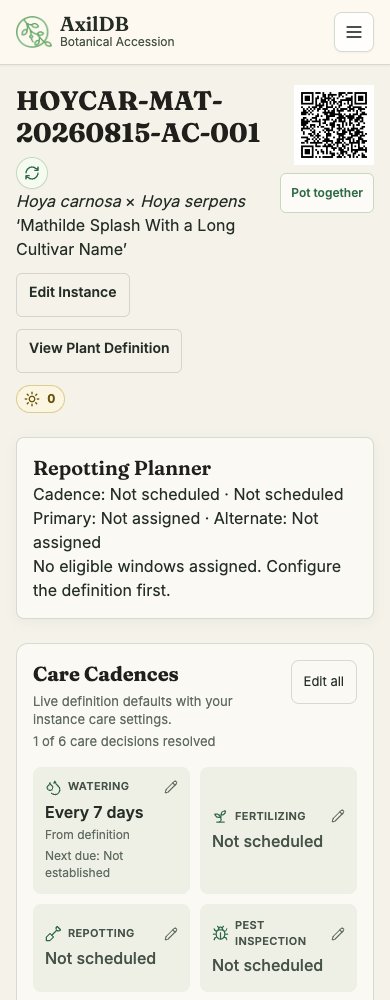 AxilDB
Botanical Accession
HOYCAR-MAT-
20260815-AC-001
Pot together
Hoya carnosa × Hoya serpens
‘Mathilde Splash With a Long
Cultivar Name’
Edit Instance
View Plant Definition
0
Repotting Planner
Cadence: Not scheduled · Not scheduled
Primary: Not assigned · Alternate: Not
assigned
No eligible windows assigned. Configure
the definition first.
Care Cadences
Edit all
Live definition defaults with your
instance care settings.
1 of 6 care decisions resolved
WATERING
Every 7 days
From definition
Next due: Not
established
FERTILIZING
Not scheduled
REPOTTING
Not scheduled
PEST
INSPECTION
Not scheduled